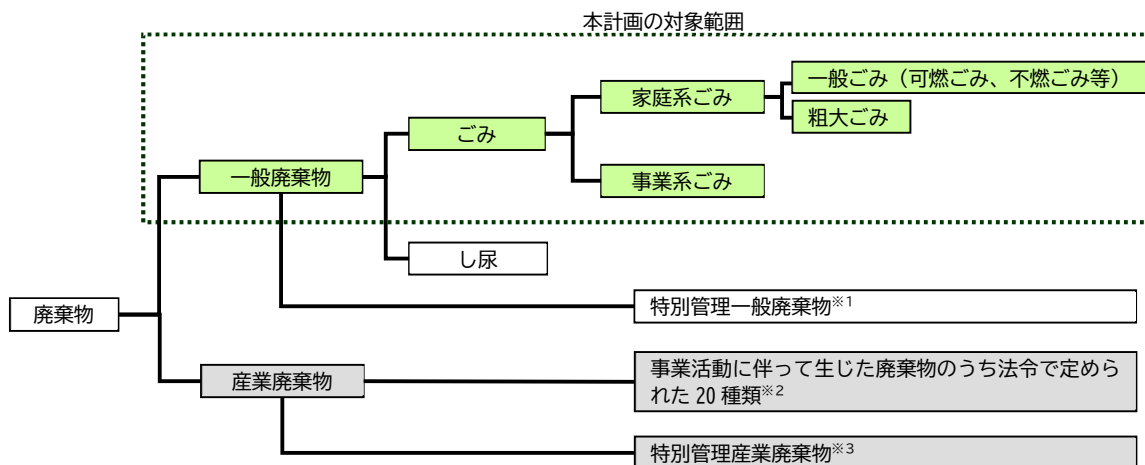 本計画の対象範囲
一般ごみ（可燃ごみ、不燃ごみ等）
家庭系ごみ
粗大ごみ
ごみ
一般廃棄物
事業系ごみ
し尿
廃棄物
特別管理一般廃棄物※1
産業廃棄物
事業活動に伴って生じた廃棄物のうち法令で定めら
れた 20 種類※2
特別管理産業廃棄物※3